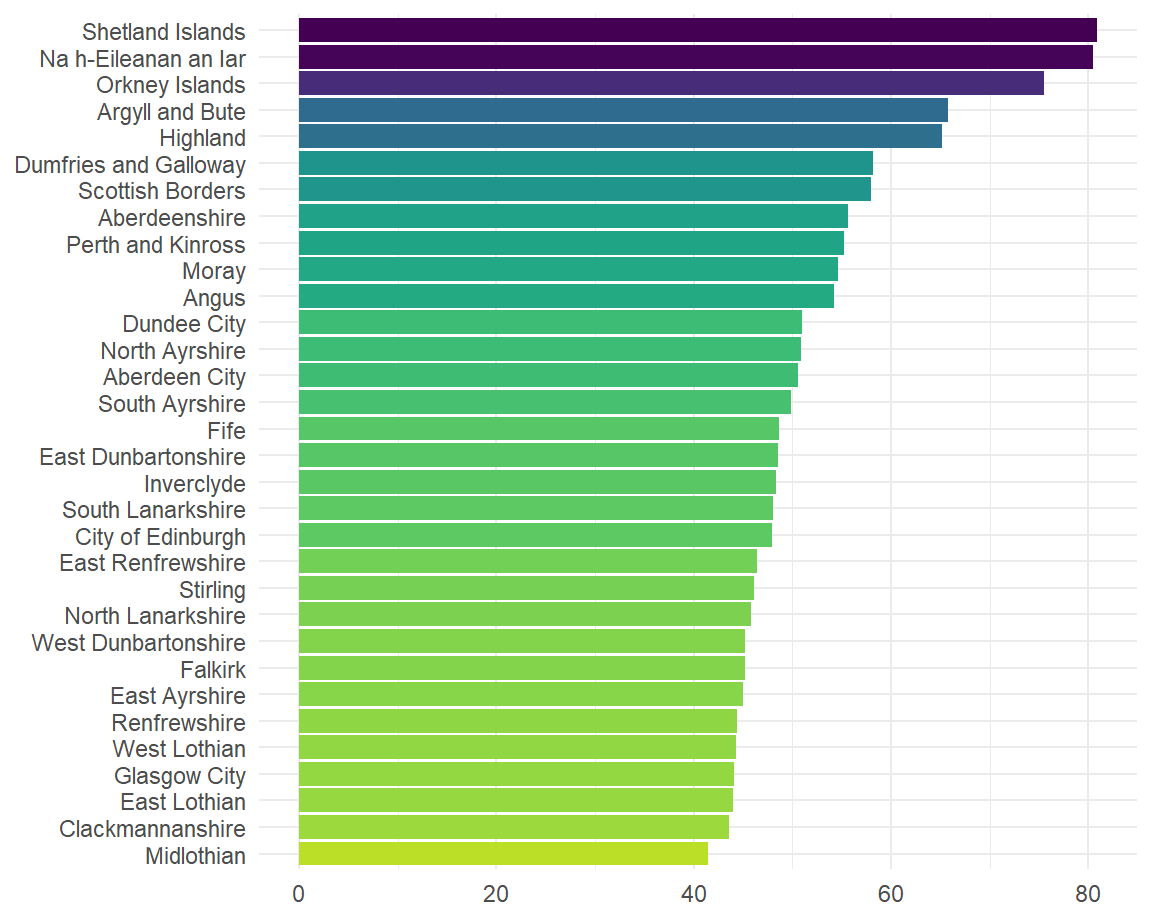 Shetland Islands
Na h-Eileanan an Iar
Orkney Islands
Argyll and Bute
Highland
Dumfries and Galloway
Scottish Borders
Aberdeenshire
Perth and Kinross
Moray
Angus
Dundee City
North Ayrshire
Aberdeen City
South Ayrshire
Fife
East Dunbartonshire
Inverclyde
South Lanarkshire
City of Edinburgh
East Renfrewshire
Stirling
North Lanarkshire
West Dunbartonshire
Falkirk
East Ayrshire
Renfrewshire
West Lothian
Glasgow City
East Lothian
Clackmannanshire
Midlothian
0 20 40 60 80